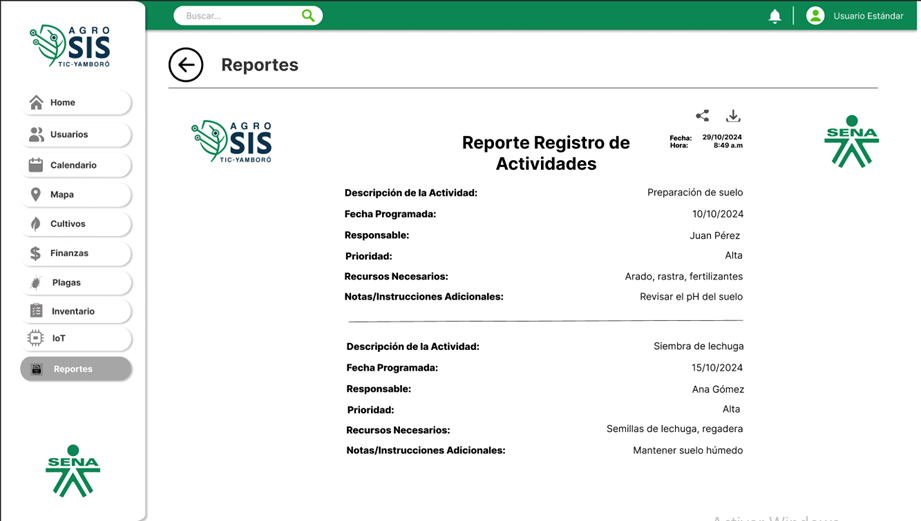 AGRO
SIS
TIC-YAMBORÓ
Buscar...
Usuario Estándar
Reportes
Home
Usuarios
Calendario
Mapa
Cultivos
Finanzas
Plagas
Inventario
IoT
Reportes
SENA
AGRO
SIS
TIC-YAMBORÓ
Reporte Registro de
Actividades
Fecha: 29/10/2024
Hora: 8:49 a.m
SENA
Descripción de la Actividad: Preparación de suelo
Fecha Programada: 10/10/2024
Responsable: Juan Pérez
Prioridad: Alta
Recursos Necesarios: Arado, rastra, fertilizantes
Notas/Instrucciones Adicionales: Revisar el pH del suelo
Descripción de la Actividad: Siembra de lechuga
Fecha Programada: 15/10/2024
Responsable: Ana Gómez
Prioridad: Alta
Recursos Necesarios: Semillas de lechuga, regadera
Notas/Instrucciones Adicionales: Mantener suelo húmedo
Activar Windows